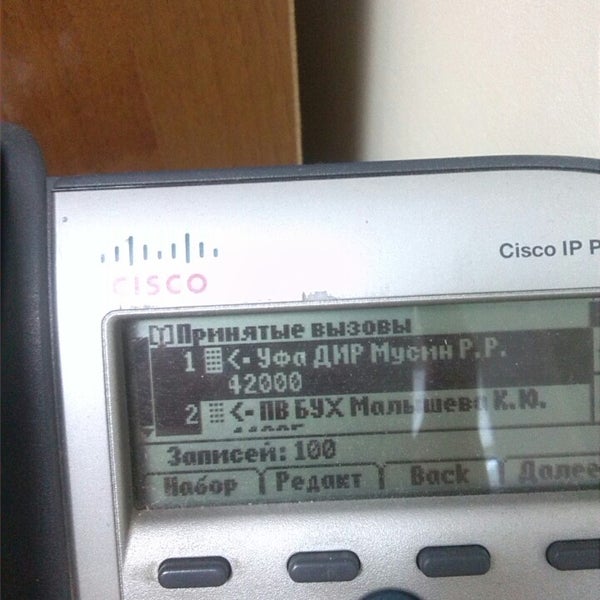 CISCO
Cisco IP P
Принятые вызовы
1 <- Уфа ДИР Мусин Р.Р.
42000
2 <- ПВ БУХ Малышева К.Ю.
Записей: 100
Набор Редакт Back Далее